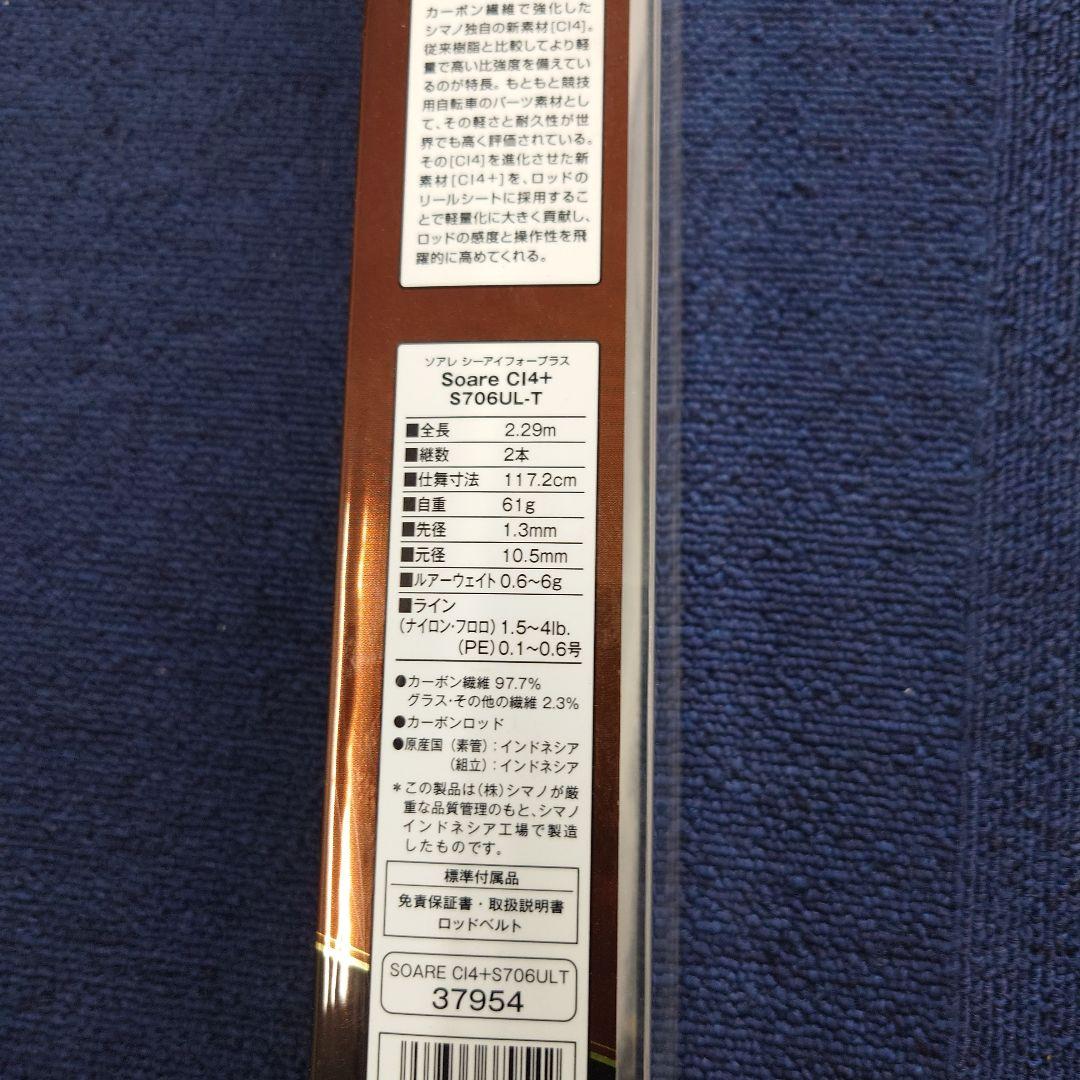 カーボン繊維で強化した
シマノ独自の新素材[CI4]。
従来樹脂と比較してより軽
量で高い比強度を備えてい
るのが特長。もともと競技
用自転車のパーツ素材とし
て、その軽さと耐久性が世
界でも高く評価されている。
その[CI4]を進化させた新
素材[CI4+]を、ロッドの
リールシートに採用するこ
とで軽量化に大きく貢献し、
ロッドの感度と操作性を飛
躍的に高めてくれる。
ソアレ シーアイフォープラス
Soare CI4+
S706UL-T
■全長 2.29m
■継数 2本
■仕舞寸法 117.2cm
■自重 61g
■先径 1.3mm
■元径 10.5mm
■ルアーウェイト 0.6~6g
■ライン
(ナイロン・フロロ) 1.5~4lb.
(PE) 0.1~0.6号
●カーボン繊維 97.7%
グラス・その他の繊維 2.3%
●カーボンロッド
●原産国 (素管) : インドネシア
(組立) : インドネシア
*この製品は(株)シマノが厳
重な品質管理のもと、シマノ
インドネシア工場で製造
したものです。
標準付属品
免責保証書・取扱説明書
ロッドベルト
SOARE CI4+S706ULT
37954